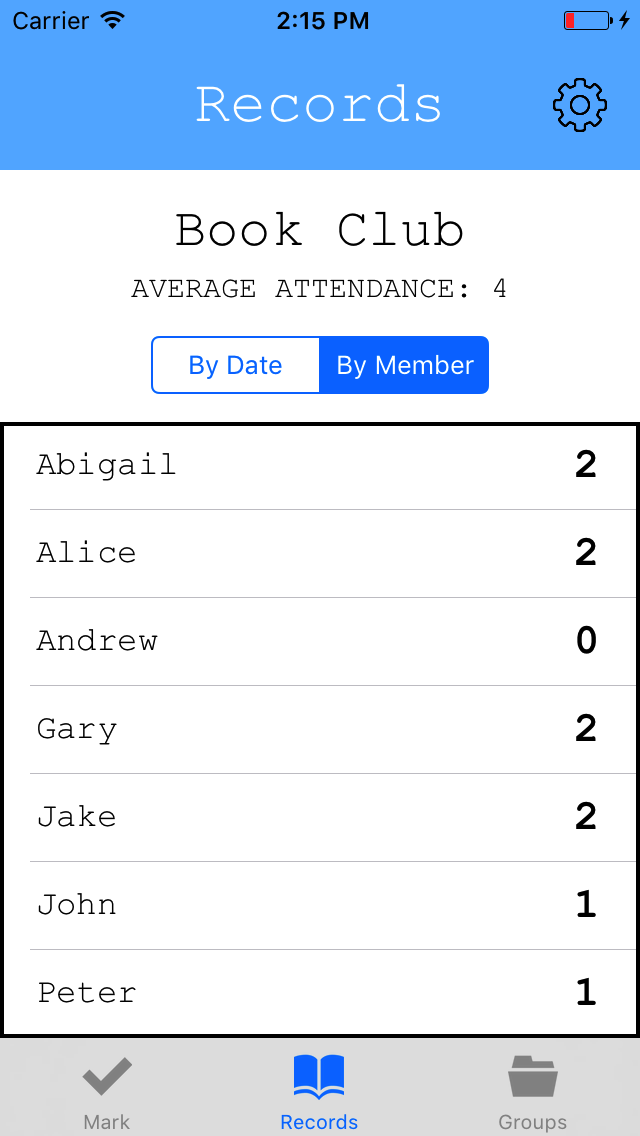 Carrier 2:15 PM
Records
Book Club
AVERAGE ATTENDANCE: 4
By Date By Member
Abigail 2
Alice 2
Andrew 0
Gary 2
Jake 2
John 1
Peter 1
Mark Records Groups